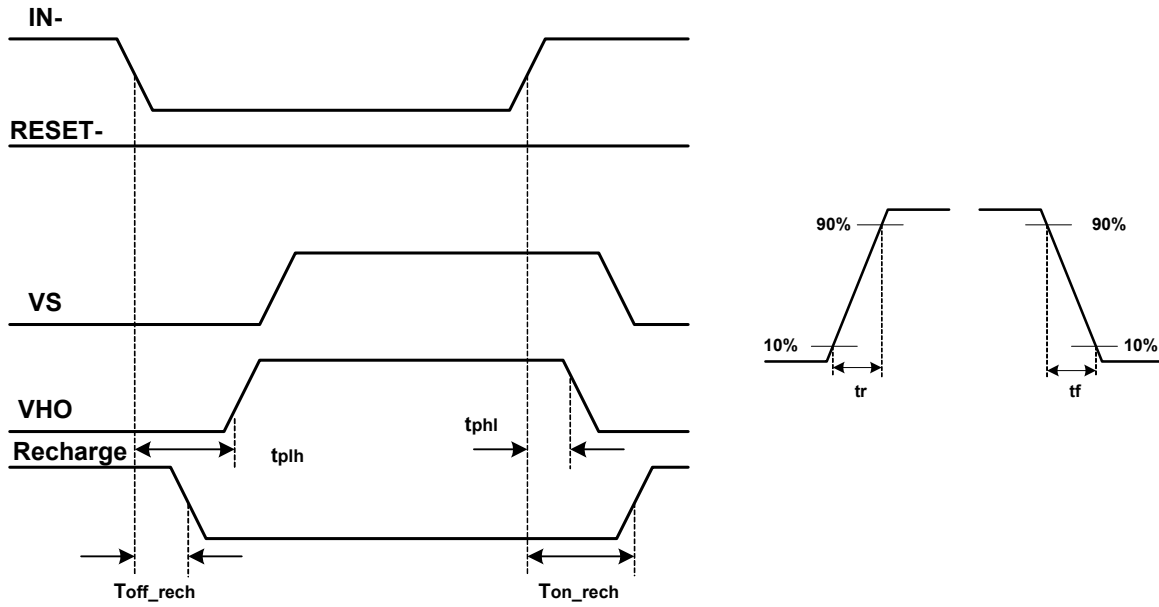 IN-
RESET-
VS
VHO
Recharge
tplh
tphl
Toff_rech
Ton_rech
90%
90%
10%
10%
tr
tf